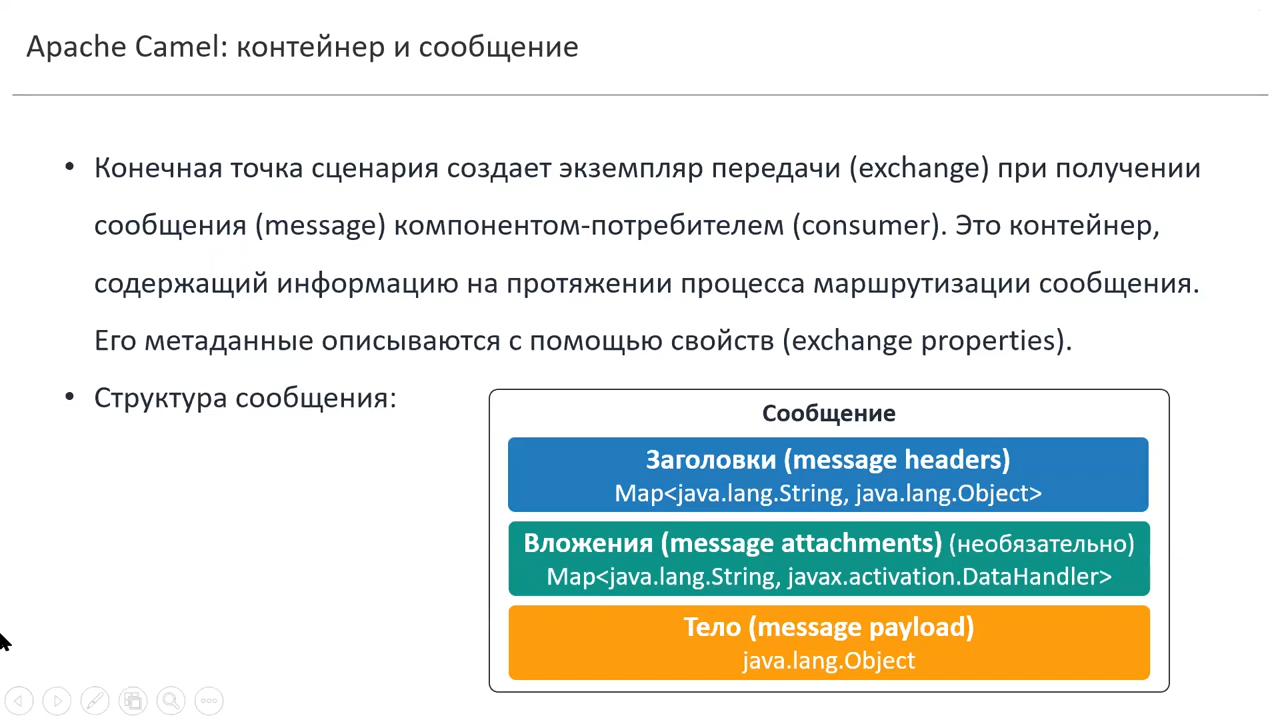 Apache Camel: контейнер и сообщение
• Конечная точка сценария создает экземпляр передачи (exchange) при получении
сообщения (message) компонентом-потребителем (consumer). Это контейнер,
содержащий информацию на протяжении процесса маршрутизации сообщения.
Его метаданные описываются с помощью свойств (exchange properties).
• Структура сообщения:
Сообщение
Заголовки (message headers)
Map<java.lang.String, java.lang.Object>
Вложения (message attachments) (необязательно)
Map<java.lang.String, javax.activation.DataHandler>
Тело (message payload)
java.lang.Object